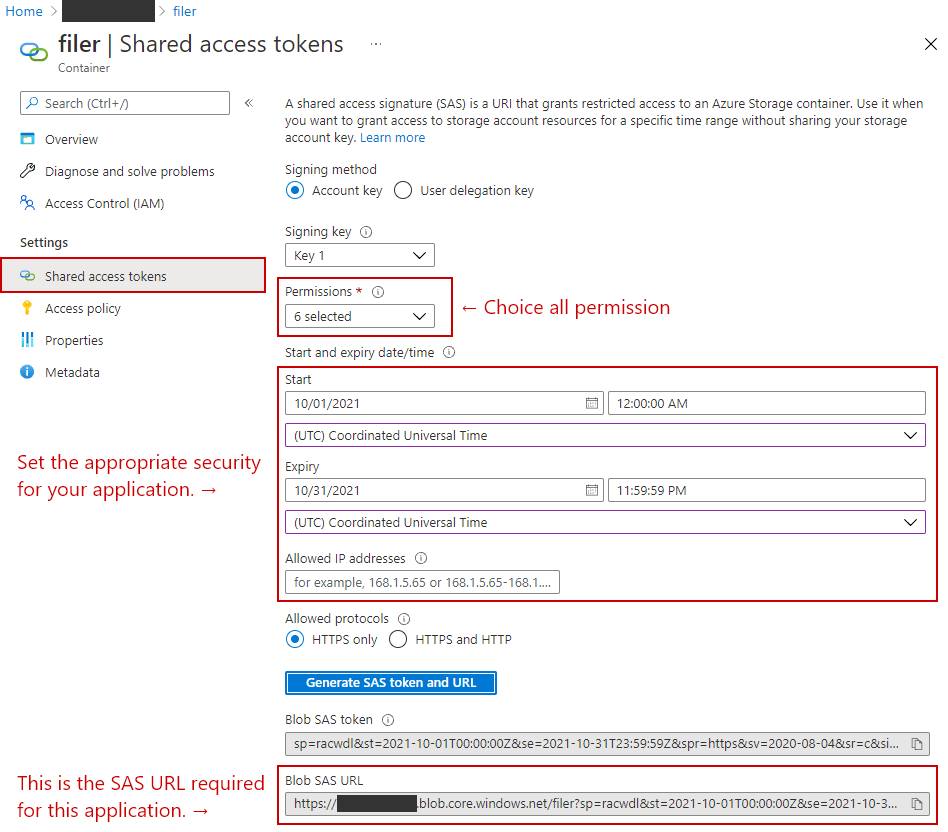 Home > filer
filer | Shared access tokens ...
Container
Search (Ctrl+/)
«
Overview
Diagnose and solve problems
Access Control (IAM)
Settings
Shared access tokens
Access policy
Properties
Metadata
A shared access signature (SAS) is a URI that grants restricted access to an Azure Storage container. Use it when
you want to grant access to storage account resources for a specific time range without sharing your storage
account key. Learn more
Signing method
Account key User delegation key
Signing key
Key 1
Permissions *
6 selected
← Choice all permission
Start and expiry date/time
Start
10/01/2021 12:00:00 AM
(UTC) Coordinated Universal Time
Set the appropriate security
for your application. →
Expiry
10/31/2021 11:59:59 PM
(UTC) Coordinated Universal Time
Allowed IP addresses
for example, 168.1.5.65 or 168.1.5.65-168.1....
Allowed protocols
HTTPS only HTTPS and HTTP
Generate SAS token and URL
Blob SAS token
sp=racwdl&st=2021-10-01T00:00:00Z&se=2021-10-31T23:59:59Z&spr=https&sv=2020-08-04&sr=c&si...
This is the SAS URL required
for this application. →
Blob SAS URL
https:// .blob.core.windows.net/filer?sp=racwdl&st=2021-10-01T00:00:00Z&se=2021-10-3...